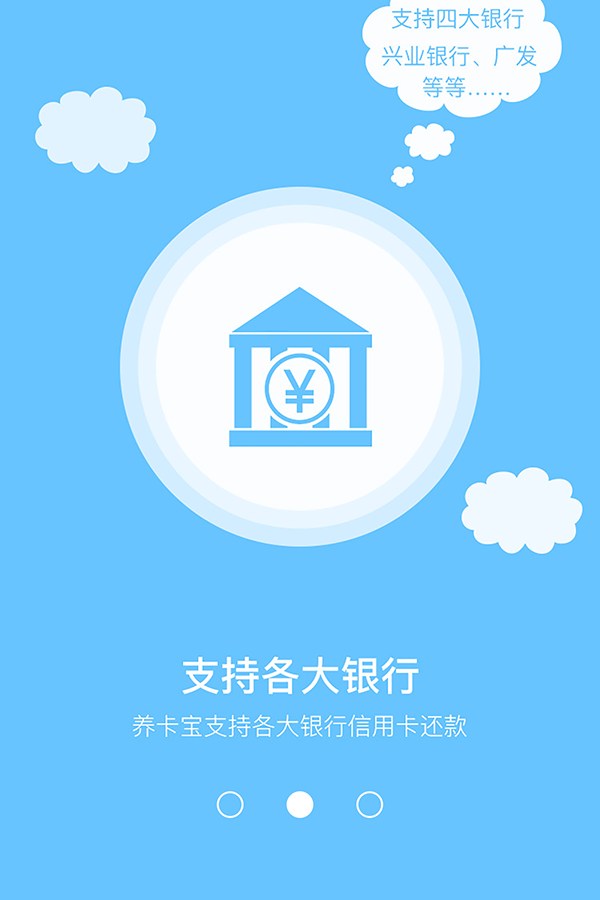 支持四大银行
兴业银行、广发
等等......
¥
支持各大银行
养卡宝支持各大银行信用卡还款